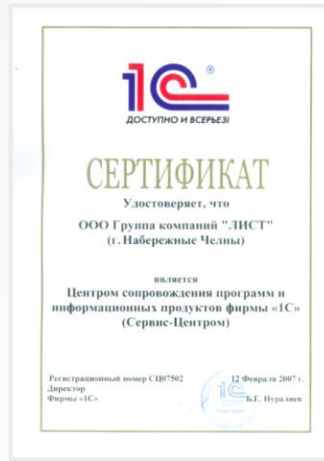 1С®
ДОСТУПНО И ВСЕРЬЕЗ!
СЕРТИФИКАТ
Удостоверяет, что
ООО Группа компаний "ЛИСТ"
(г. Набережные Челны)
является
Центром сопровождения программ и
информационных продуктов фирмы «1С»
(Сервис-Центром)
Регистрационный номер СЦ07502 12 Февраля 2007 г.
Директор
Фирмы «1С» Б.Г. Нуралиев
1С